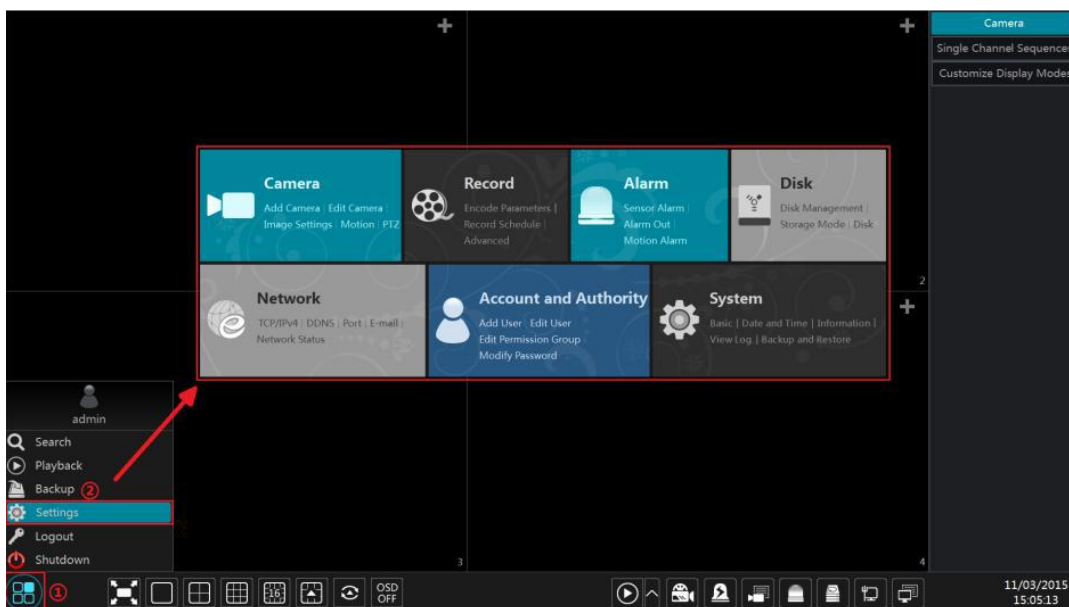 Camera
Single Channel Sequences
Customize Display Modes
Camera
Add Camera | Edit Camera |
Image Settings | Motion | PTZ
Record
Encode Parameters |
Record Schedule |
Advanced
Alarm
Sensor Alarm |
Alarm Out |
Motion Alarm
Disk
Disk Management |
Storage Mode | Disk
2
Network
TCP/IPv4 | DDNS | Port | E-mail |
Network Status
Account and Authority
Add User | Edit User
Edit Permission Group
Modify Password
System
Basic | Date and Time | Information |
View Log | Backup and Restore
admin
Search
Playback
Backup ②
Settings
Logout
Shutdown
3
4
①
16
OSD
OFF
11/03/2015
15:05:13